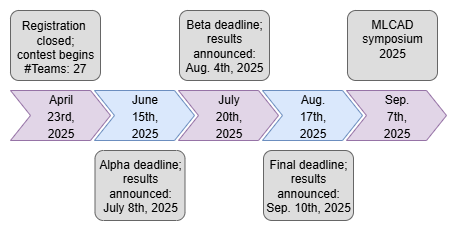 Registration
closed;
contest begins
#Teams: 27
Beta deadline;
results
announced:
Aug. 4th, 2025
MLCAD
symposium
2025
April
23rd,
2025
June
15th,
2025
July
20th,
2025
Aug.
17th,
2025
Sep.
7th,
2025
Alpha deadline;
results
announced:
July 8th, 2025
Final deadline;
results
announced:
Sep. 10th, 2025